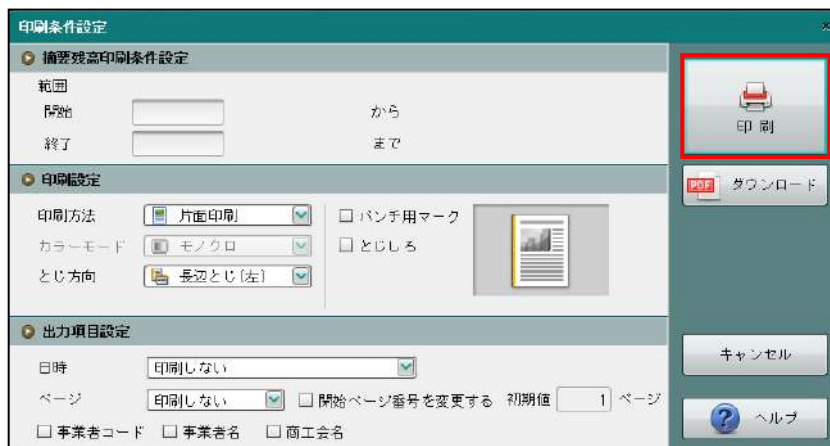 印刷条件設定
×
摘要残高印刷条件設定
範囲
開始 から
終了 まで
印刷設定
印刷方法 片面印刷 パンチ用マーク
カラーモード モノクロ とじしろ
とじ方向 長辺とじ(左)
出力項目設定
日時 印刷しない
ページ 印刷しない 開始ページ番号を変更する 初期値 1 ページ
事業者コード 事業者名 商工会名
印刷
PDF ダウンロード
キャンセル
? ヘルプ